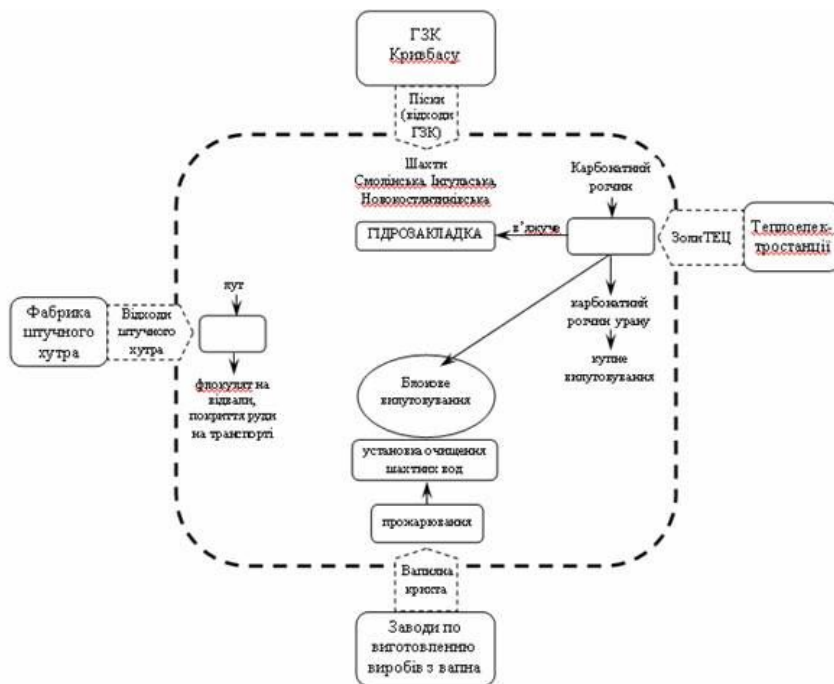 ГЗК
Кривбасу
Піски
(відходи
ГЗК)
Шахти
Смолінська, Інгульська,
Новокостянтинівська
Карбонатний
розчин
ГІДРОЗАКЛАДКА
в'яжуче
Золи ТЕЦ
Теплоелек-
тростанції
Фабрика
штучного
хутра
Відходи
штучного
хутра
флокулят на
відвали,
покриття руди
на транспорті
карбонатний
розчин урану
купне
вилуговування
Блокове
вилуговування
установка очищення
шахтних вод
прожарювання
Вапняна
крихта
Заводи по
виготовленню
виробів з вапна